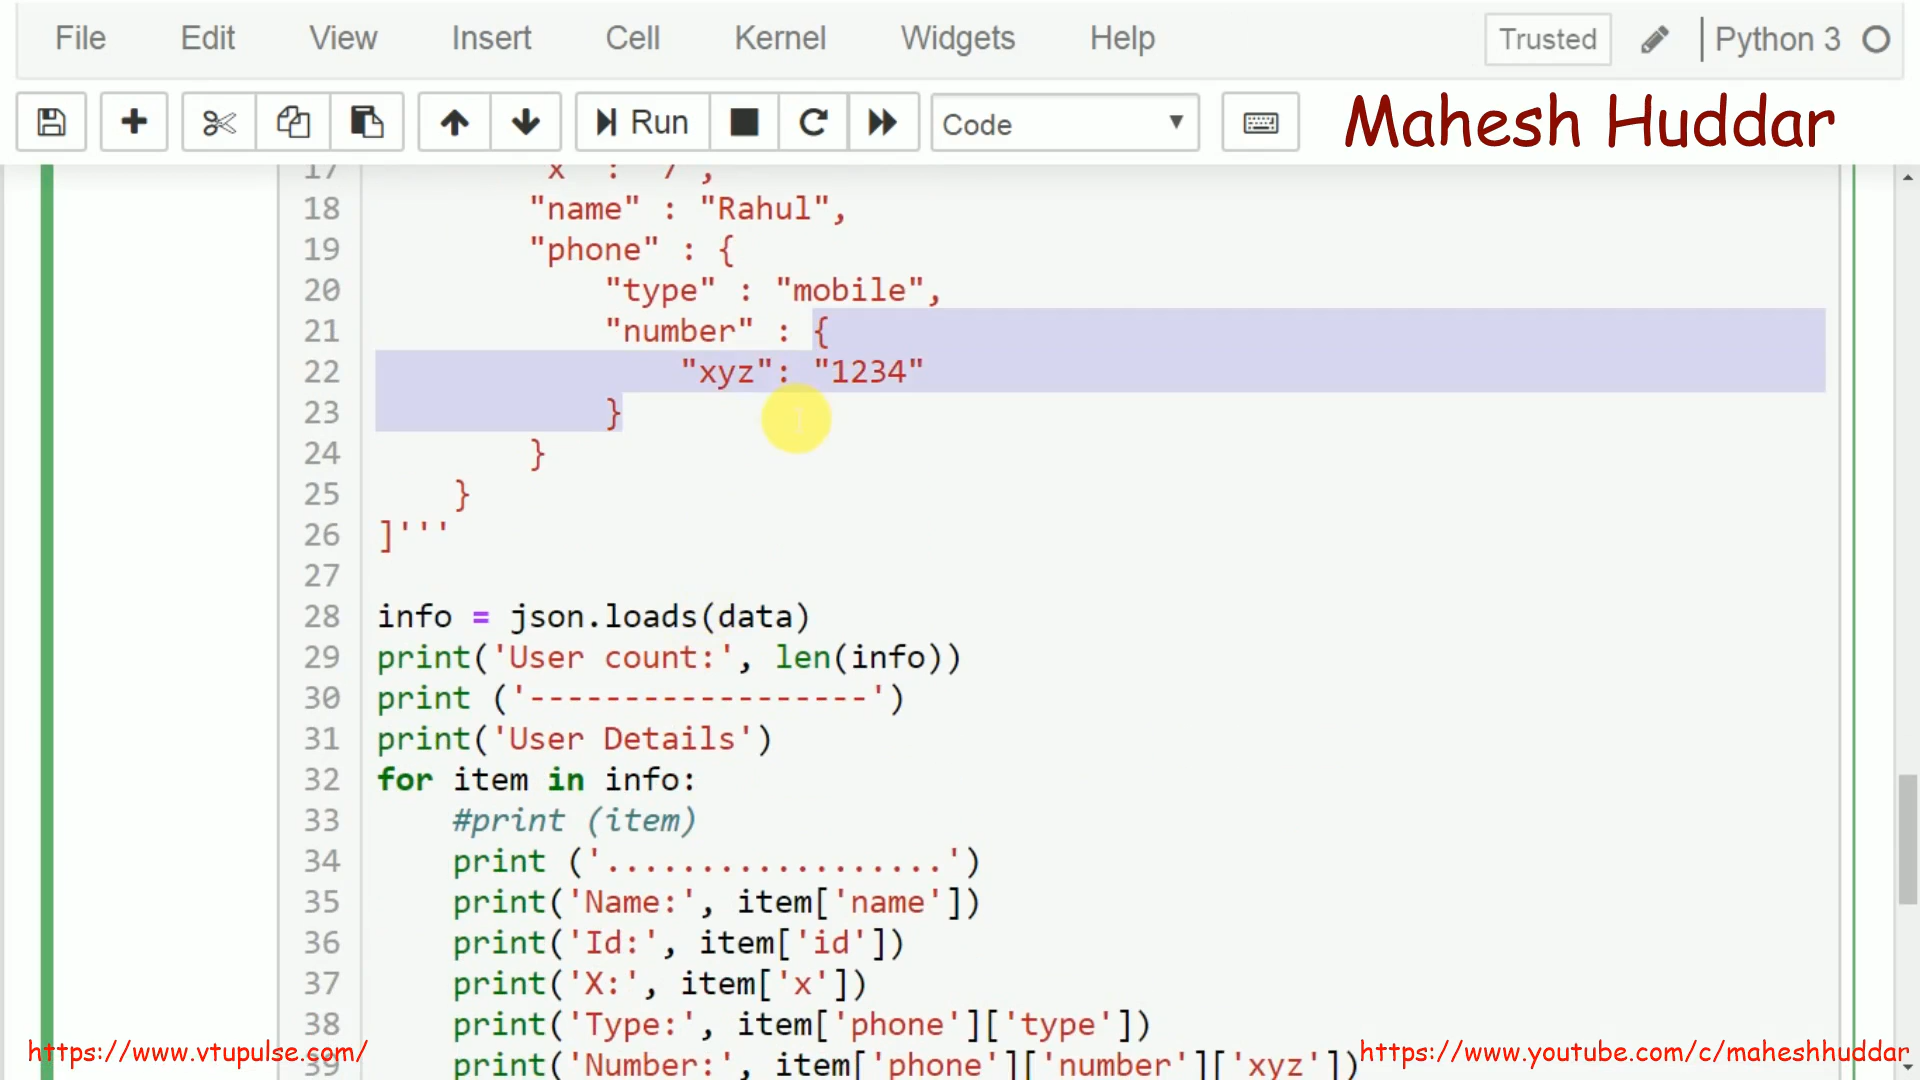 File Edit View Insert Cell Kernel Widgets Help Trusted Python 3
Run Code Mahesh Huddar
17 "x" : "7",
18 "name" : "Rahul",
19 "phone" : {
20 "type" : "mobile",
21 "number" : {
22 "xyz": "1234"
23 }
24 }
25 }
26 ]'''
27
28 info = json.loads(data)
29 print('User count:', len(info))
30 print ('------------------')
31 print('User Details')
32 for item in info:
33 #print (item)
34 print ('..................')
35 print('Name:', item['name'])
36 print('Id:', item['id'])
37 print('X:', item['x'])
38 print('Type:', item['phone']['type'])
39 print('Number:', item['phone']['number']['xyz'])
https://www.vtupulse.com/ https://www.youtube.com/c/maheshhuddar